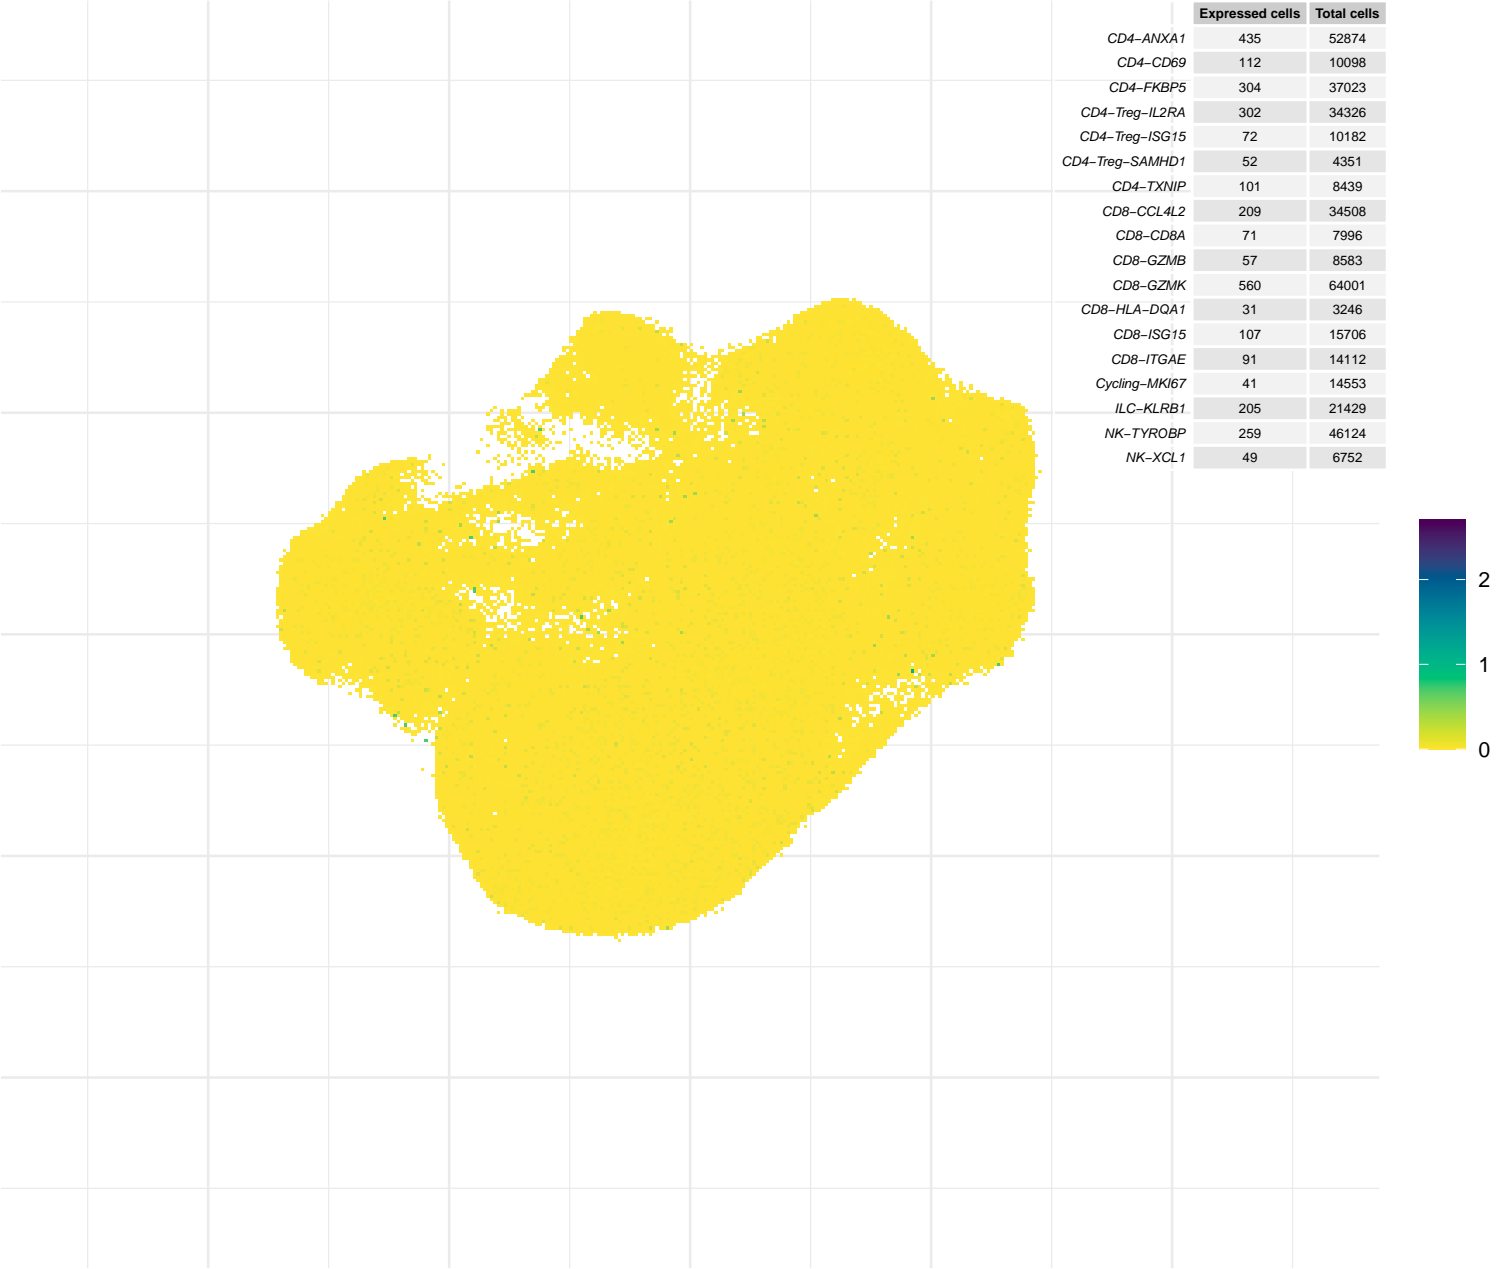 Expressed cells Total cells
CD4−ANXA1 435 52874
CD4−CD69 112 10098
CD4−FKBP5 304 37023
CD4−Treg−IL2RA 302 34326
CD4−Treg−ISG15 72 10182
CD4−Treg−SAMHD1 52 4351
CD4−TXNIP 101 8439
CD8−CCL4L2 209 34508
CD8−CD8A 71 7996
CD8−GZMB 57 8583
CD8−GZMK 560 64001
CD8−HLA−DQA1 31 3246
CD8−ISG15 107 15706
CD8−ITGAE 91 14112
Cycling−MKI67 41 14553
ILC−KLRB1 205 21429
NK−TYROBP 259 46124
NK−XCL1 49 6752
2
1
0